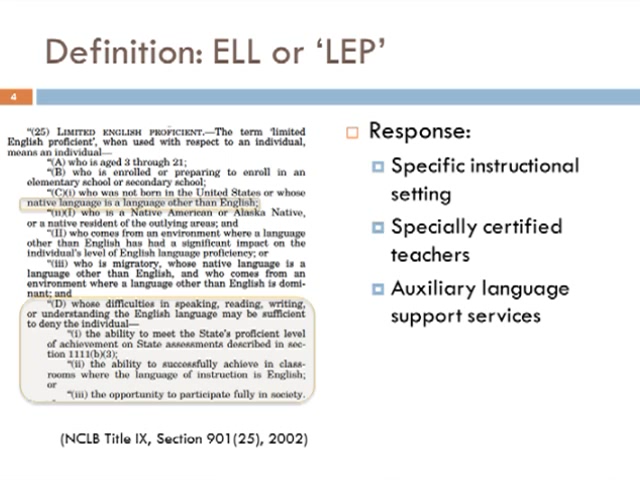 Definition: ELL or ‘LEP’
4
“(25) LIMITED ENGLISH PROFICIENT.—The term ‘limited
English proficient’, when used with respect to an individual,
means an individual—
“(A) who is aged 3 through 21;
“(B) who is enrolled or preparing to enroll in an
elementary school or secondary school;
“(C)(i) who was not born in the United States or whose
native language is a language other than English;
“(ii)(I) who is a Native American or Alaska Native,
or a native resident of the outlying areas; and
“(II) who comes from an environment where a language
other than English has had a significant impact on the
individual’s level of English language proficiency; or
“(iii) who is migratory, whose native language is a
language other than English, and who comes from an
environment where a language other than English is domi-
nant; and
“(D) whose difficulties in speaking, reading, writing,
or understanding the English language may be sufficient
to deny the individual—
“(i) the ability to meet the State’s proficient level
of achievement on State assessments described in sec-
tion 1111(b)(3);
“(ii) the ability to successfully achieve in class-
rooms where the language of instruction is English;
or
“(iii) the opportunity to participate fully in society.
(NCLB Title IX, Section 901(25), 2002)
Response:
Specific instructional
setting
Specially certified
teachers
Auxiliary language
support services